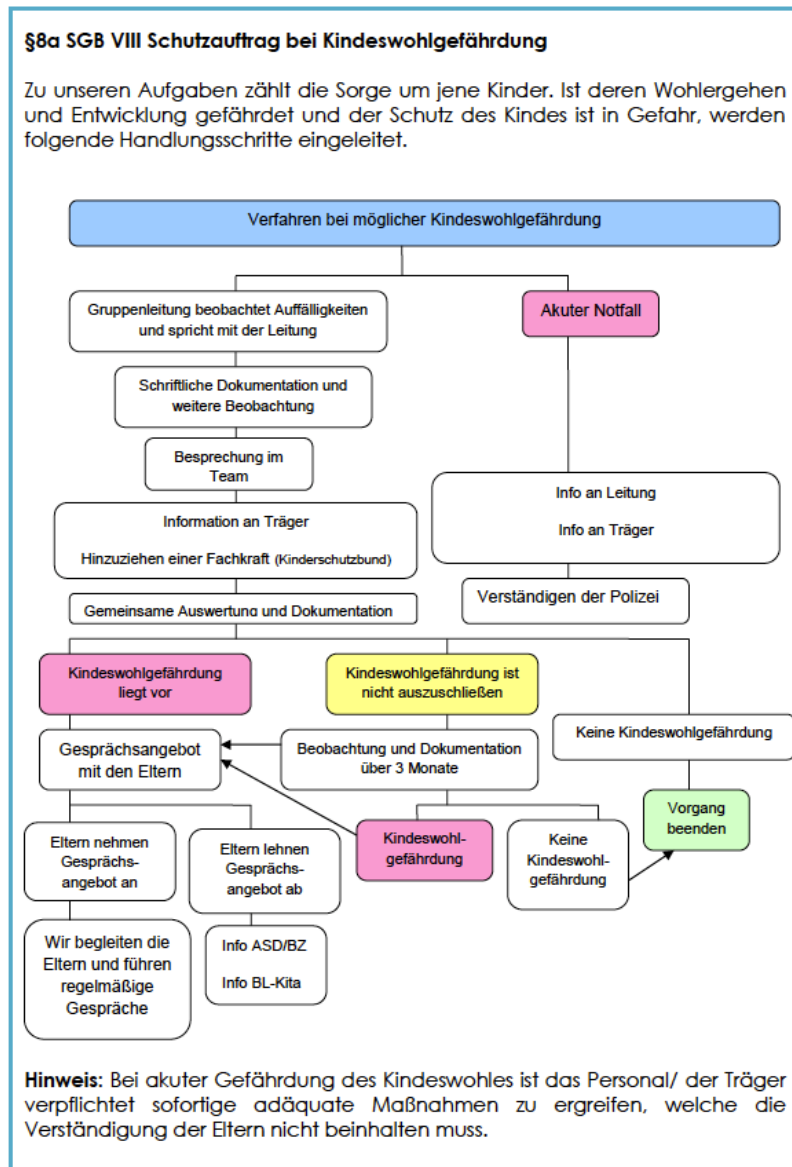 §8a SGB VIII Schutzauftrag bei Kindeswohlgefährdung
Zu unseren Aufgaben zählt die Sorge um jene Kinder. Ist deren Wohlergehen
und Entwicklung gefährdet und der Schutz des Kindes ist in Gefahr, werden
folgende Handlungsschritte eingeleitet.
Verfahren bei möglicher Kindeswohlgefährdung
Gruppenleitung beobachtet Auffälligkeiten
und spricht mit der Leitung
Akuter Notfall
Schriftliche Dokumentation und
weitere Beobachtung
Besprechung im
Team
Info an Leitung
Info an Träger
Information an Träger
Hinzuziehen einer Fachkraft (Kinderschutzbund)
Verständigen der Polizei
Gemeinsame Auswertung und Dokumentation
Kindeswohlgefährdung
liegt vor
Kindeswohlgefährdung ist
nicht auszuschließen
Keine Kindeswohlgefährdung
Gesprächsangebot
mit den Eltern
Beobachtung und Dokumentation
über 3 Monate
Vorgang
beenden
Eltern nehmen
Gesprächs-
angebot an
Eltern lehnen
Gesprächs-
angebot ab
Kindeswohl-
gefährdung
Keine
Kindeswohl-
gefährdung
Wir begleiten die
Eltern und führen
regelmäßige
Gespräche
Info ASD/BZ
Info BL-Kita
Hinweis: Bei akuter Gefährdung des Kindeswohles ist das Personal/ der Träger
verpflichtet sofortige adäquate Maßnahmen zu ergreifen, welche die
Verständigung der Eltern nicht beinhalten muss.